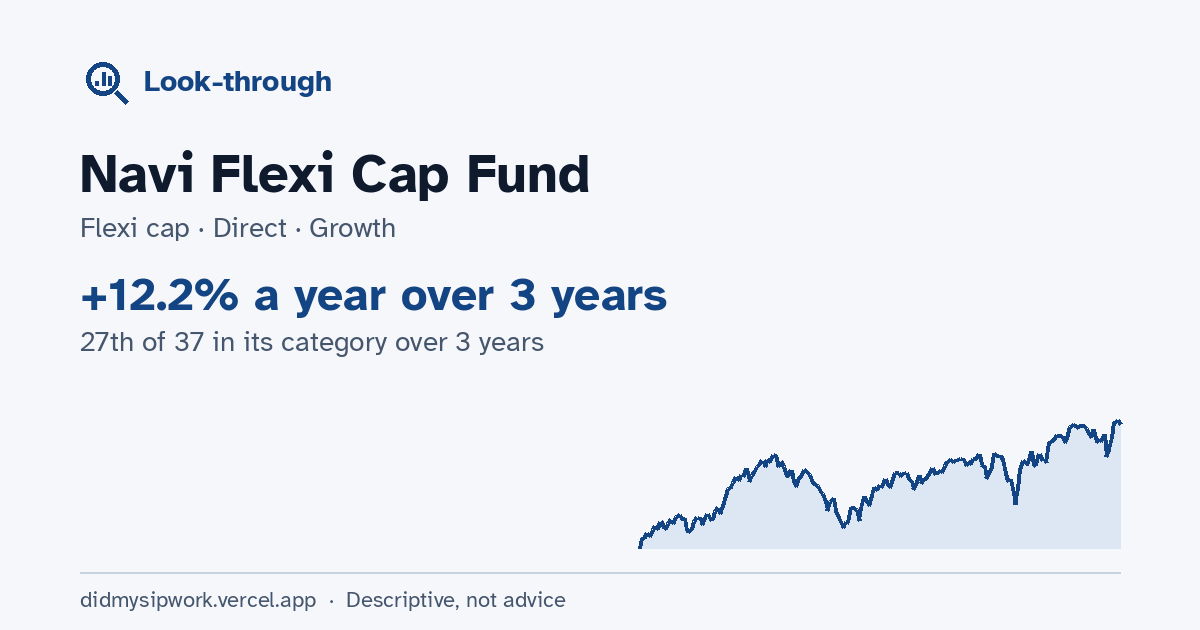 Look-through
Navi Flexi Cap Fund
Flexi cap · Direct · Growth
+12.2% a year over 3 years
27th of 37 in its category over 3 years
didmysipwork.vercel.app · Descriptive, not advice